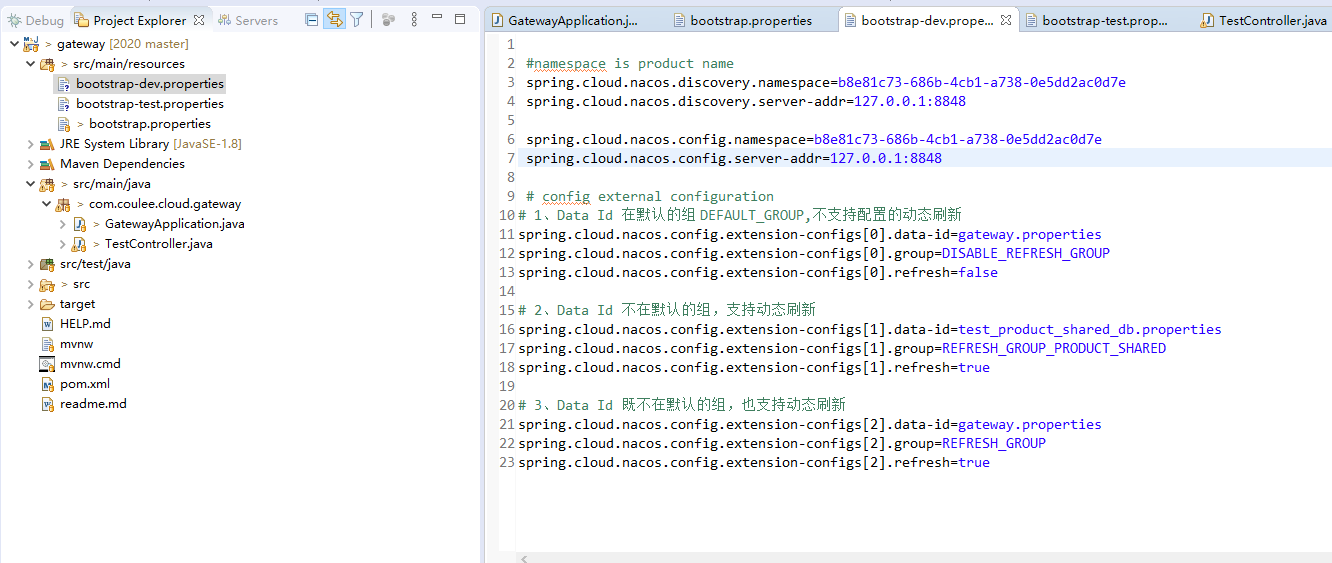 Debug Project Explorer Servers
gateway [2020 master]
src/main/resources
bootstrap-dev.properties
bootstrap-test.properties
bootstrap.properties
JRE System Library [JavaSE-1.8]
Maven Dependencies
src/main/java
com.coulee.cloud.gateway
GatewayApplication.java
TestController.java
src/test/java
src
target
HELP.md
mvnw
mvnw.cmd
pom.xml
readme.md
GatewayApplication.j... bootstrap.properties bootstrap-dev.prope... bootstrap-test.prop... TestController.java
1
2 #namespace is product name
3 spring.cloud.nacos.discovery.namespace=b8e81c73-686b-4cb1-a738-0e5dd2ac0d7e
4 spring.cloud.nacos.discovery.server-addr=127.0.0.1:8848
5
6 spring.cloud.nacos.config.namespace=b8e81c73-686b-4cb1-a738-0e5dd2ac0d7e
7 spring.cloud.nacos.config.server-addr=127.0.0.1:8848
8
9 # config external configuration
10 # 1、Data Id 在默认的组 DEFAULT_GROUP,不支持配置的动态刷新
11 spring.cloud.nacos.config.extension-configs[0].data-id=gateway.properties
12 spring.cloud.nacos.config.extension-configs[0].group=DISABLE_REFRESH_GROUP
13 spring.cloud.nacos.config.extension-configs[0].refresh=false
14
15 # 2、Data Id 不在默认的组，支持动态刷新
16 spring.cloud.nacos.config.extension-configs[1].data-id=test_product_shared_db.properties
17 spring.cloud.nacos.config.extension-configs[1].group=REFRESH_GROUP_PRODUCT_SHARED
18 spring.cloud.nacos.config.extension-configs[1].refresh=true
19
20 # 3、Data Id 既不在默认的组，也支持动态刷新
21 spring.cloud.nacos.config.extension-configs[2].data-id=gateway.properties
22 spring.cloud.nacos.config.extension-configs[2].group=REFRESH_GROUP
23 spring.cloud.nacos.config.extension-configs[2].refresh=true